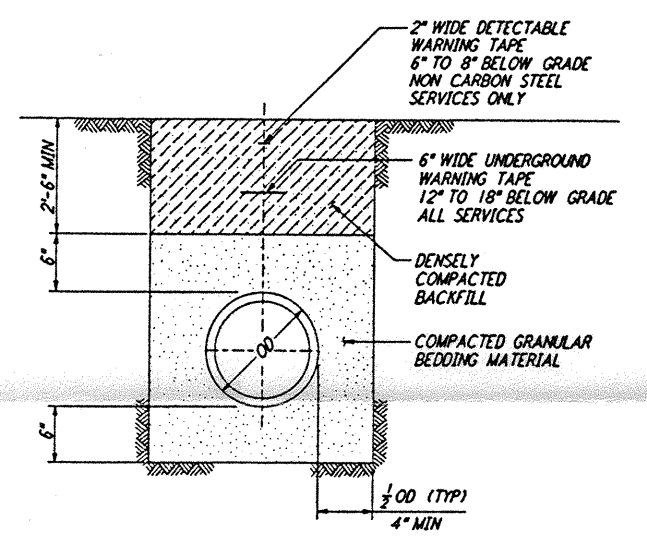 2" WIDE DETECTABLE
WARNING TAPE
6" TO 8" BELOW GRADE
NON CARBON STEEL
SERVICES ONLY
2'-6" MIN
6" WIDE UNDERGROUND
WARNING TAPE
12" TO 18" BELOW GRADE
ALL SERVICES
6"
DENSELY
COMPACTED
BACKFILL
OD
COMPACTED GRANULAR
BEDDING MATERIAL
6"
1/2 OD (TYP)
4" MIN